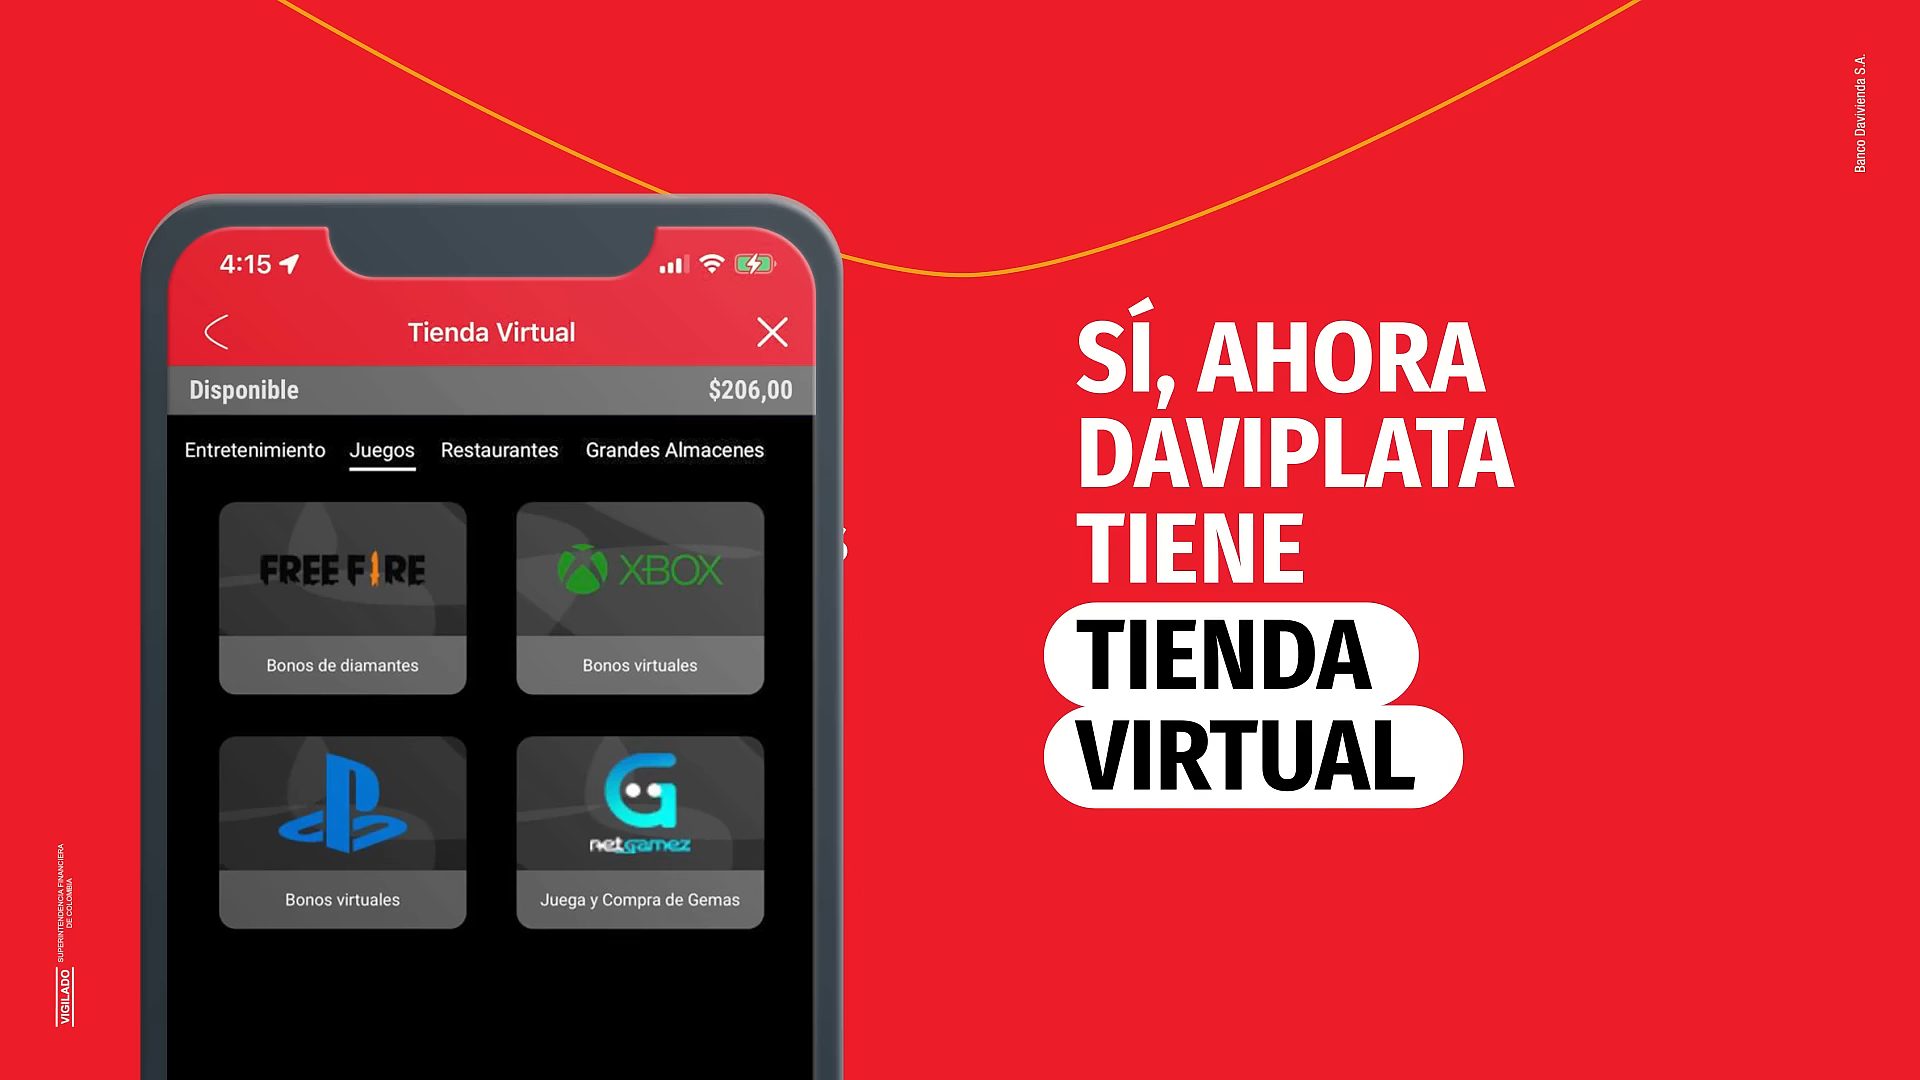 Banco Davivienda S.A.
4:15
Tienda Virtual
Disponible $206,00
Entretenimiento Juegos Restaurantes Grandes Almacenes
FREE FIRE
XBOX
Bonos de diamantes
Bonos virtuales
netgamez
Bonos virtuales
Juega y Compra de Gemas
SÍ, AHORA
DAVIPLATA
TIENE
TIENDA
VIRTUAL
VIGILADO
SUPERINTENDENCIA FINANCIERA
DE COLOMBIA